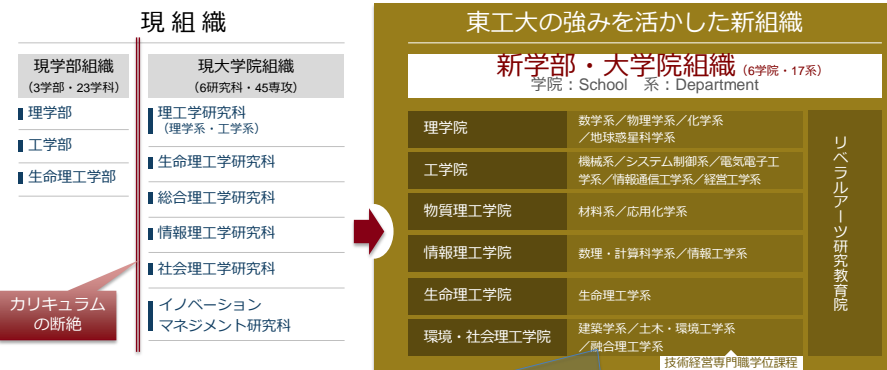 現 組 織
現学部組織
（3学部・23学科）
理学部
工学部
生命理工学部
現大学院組織
（6研究科・45専攻）
理工学研究科
（理学系・工学系）
生命理工学研究科
総合理工学研究科
情報理工学研究科
社会理工学研究科
イノベーション
マネジメント研究科
カリキュラム
の断絶
東工大の強みを活かした新組織
新学部・大学院組織（6学院・17系）
学院：School　系：Department
理学院
数学系／物理学系／化学系
／地球惑星科学系
工学院
機械系／システム制御系／電気電子工
学系／情報通信工学系／経営工学系
物質理工学院
材料系／応用化学系
情報理工学院
数理・計算科学系／情報工学系
生命理工学院
生命理工学系
環境・社会理工学院
建築学系／土木・環境工学系
／融合理工学系
技術経営専門職学位課程
リベラルアーツ研究教育院